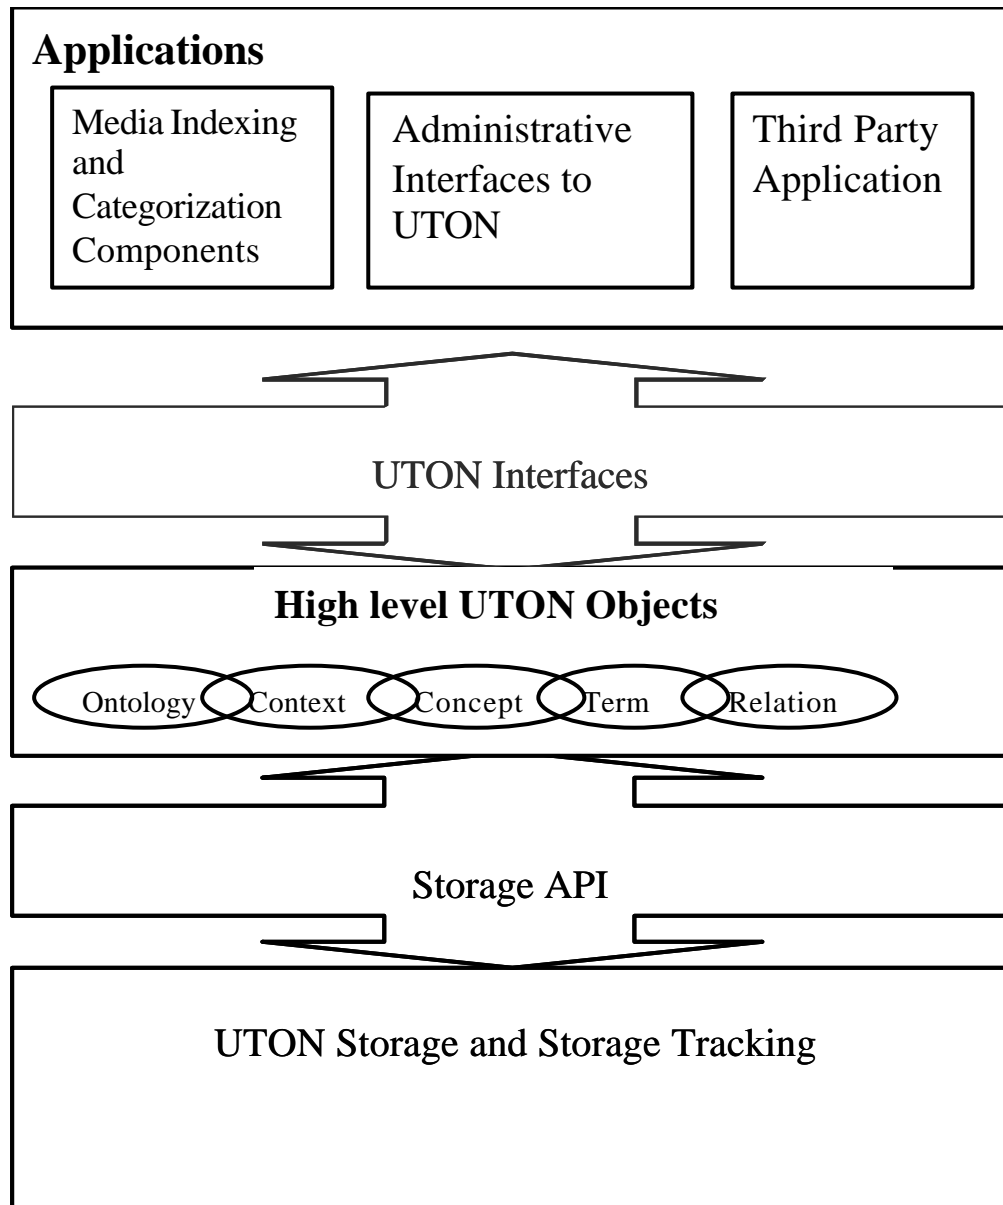 Applications
Media Indexing
and
Categorization
Components
Administrative
Interfaces to
UTON
Third Party
Application
UTON Interfaces
High level UTON Objects
Ontology Context Concept Term Relation
Storage API
UTON Storage and Storage Tracking